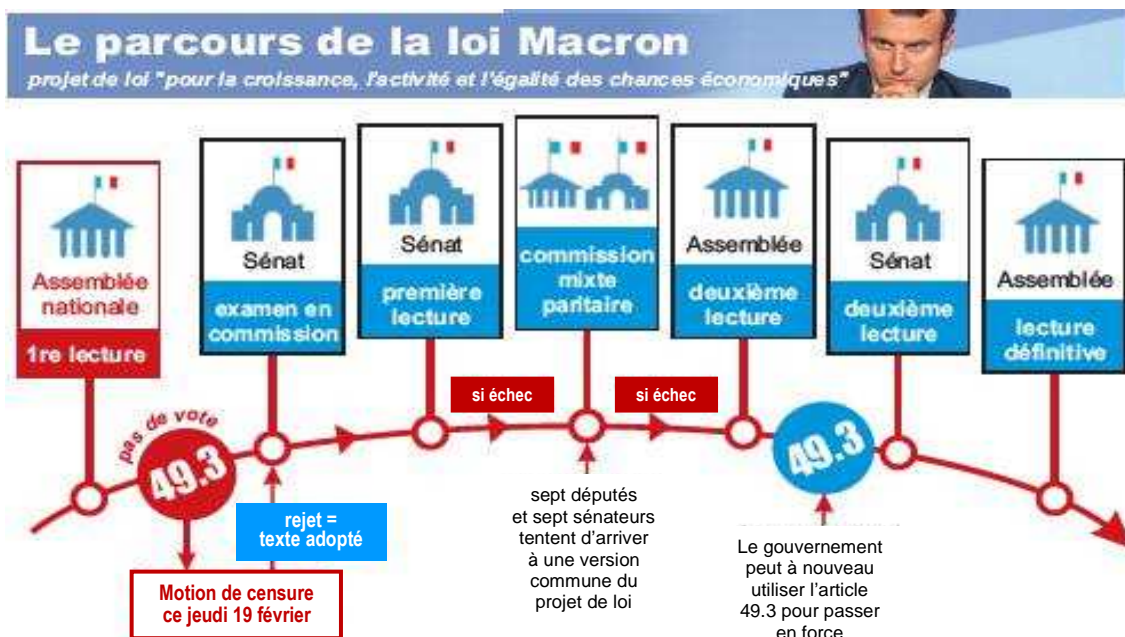 Le parcours de la loi Macron
projet de loi "pour la croissance, l'activité et l'égalité des chances économiques"
Assemblée
nationale
1re lecture
Sénat
examen en
commission
Sénat
première
lecture
commission
mixte
paritaire
Assemblée
deuxième
lecture
Sénat
deuxième
lecture
Assemblée
lecture
définitive
pas de vote
49.3
si échec
si échec
49.3
rejet =
texte adopté
Motion de censure
ce jeudi 19 février
sept députés
et sept sénateurs
tentent d'arriver
à une version
commune du
projet de loi
Le gouvernement
peut à nouveau
utiliser l'article
49.3 pour passer
en force